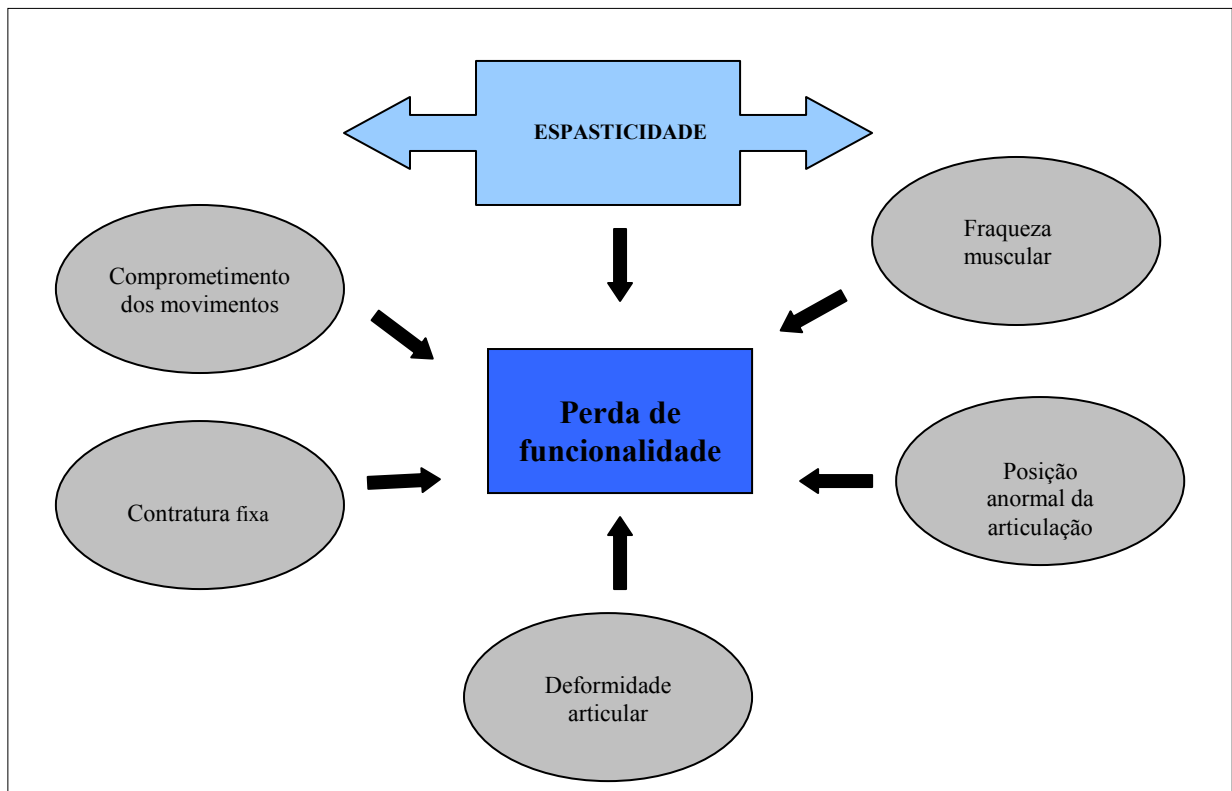 ESPASTICIDADE
Fraqueza
muscular
Comprometimento
dos movimentos
Perda de
funcionalidade
Contratura fixa
Posição
anormal da
articulação
Deformidade
articular